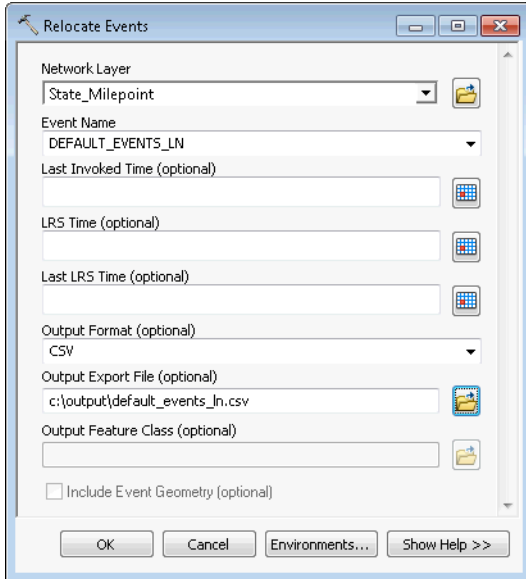 Relocate Events
Network Layer
State_Milepoint
Event Name
DEFAULT_EVENTS_LN
Last Invoked Time (optional)
LRS Time (optional)
Last LRS Time (optional)
Output Format (optional)
CSV
Output Export File (optional)
c:\output\default_events_ln.csv
Output Feature Class (optional)
Include Event Geometry (optional)
OK Cancel Environments... Show Help >>